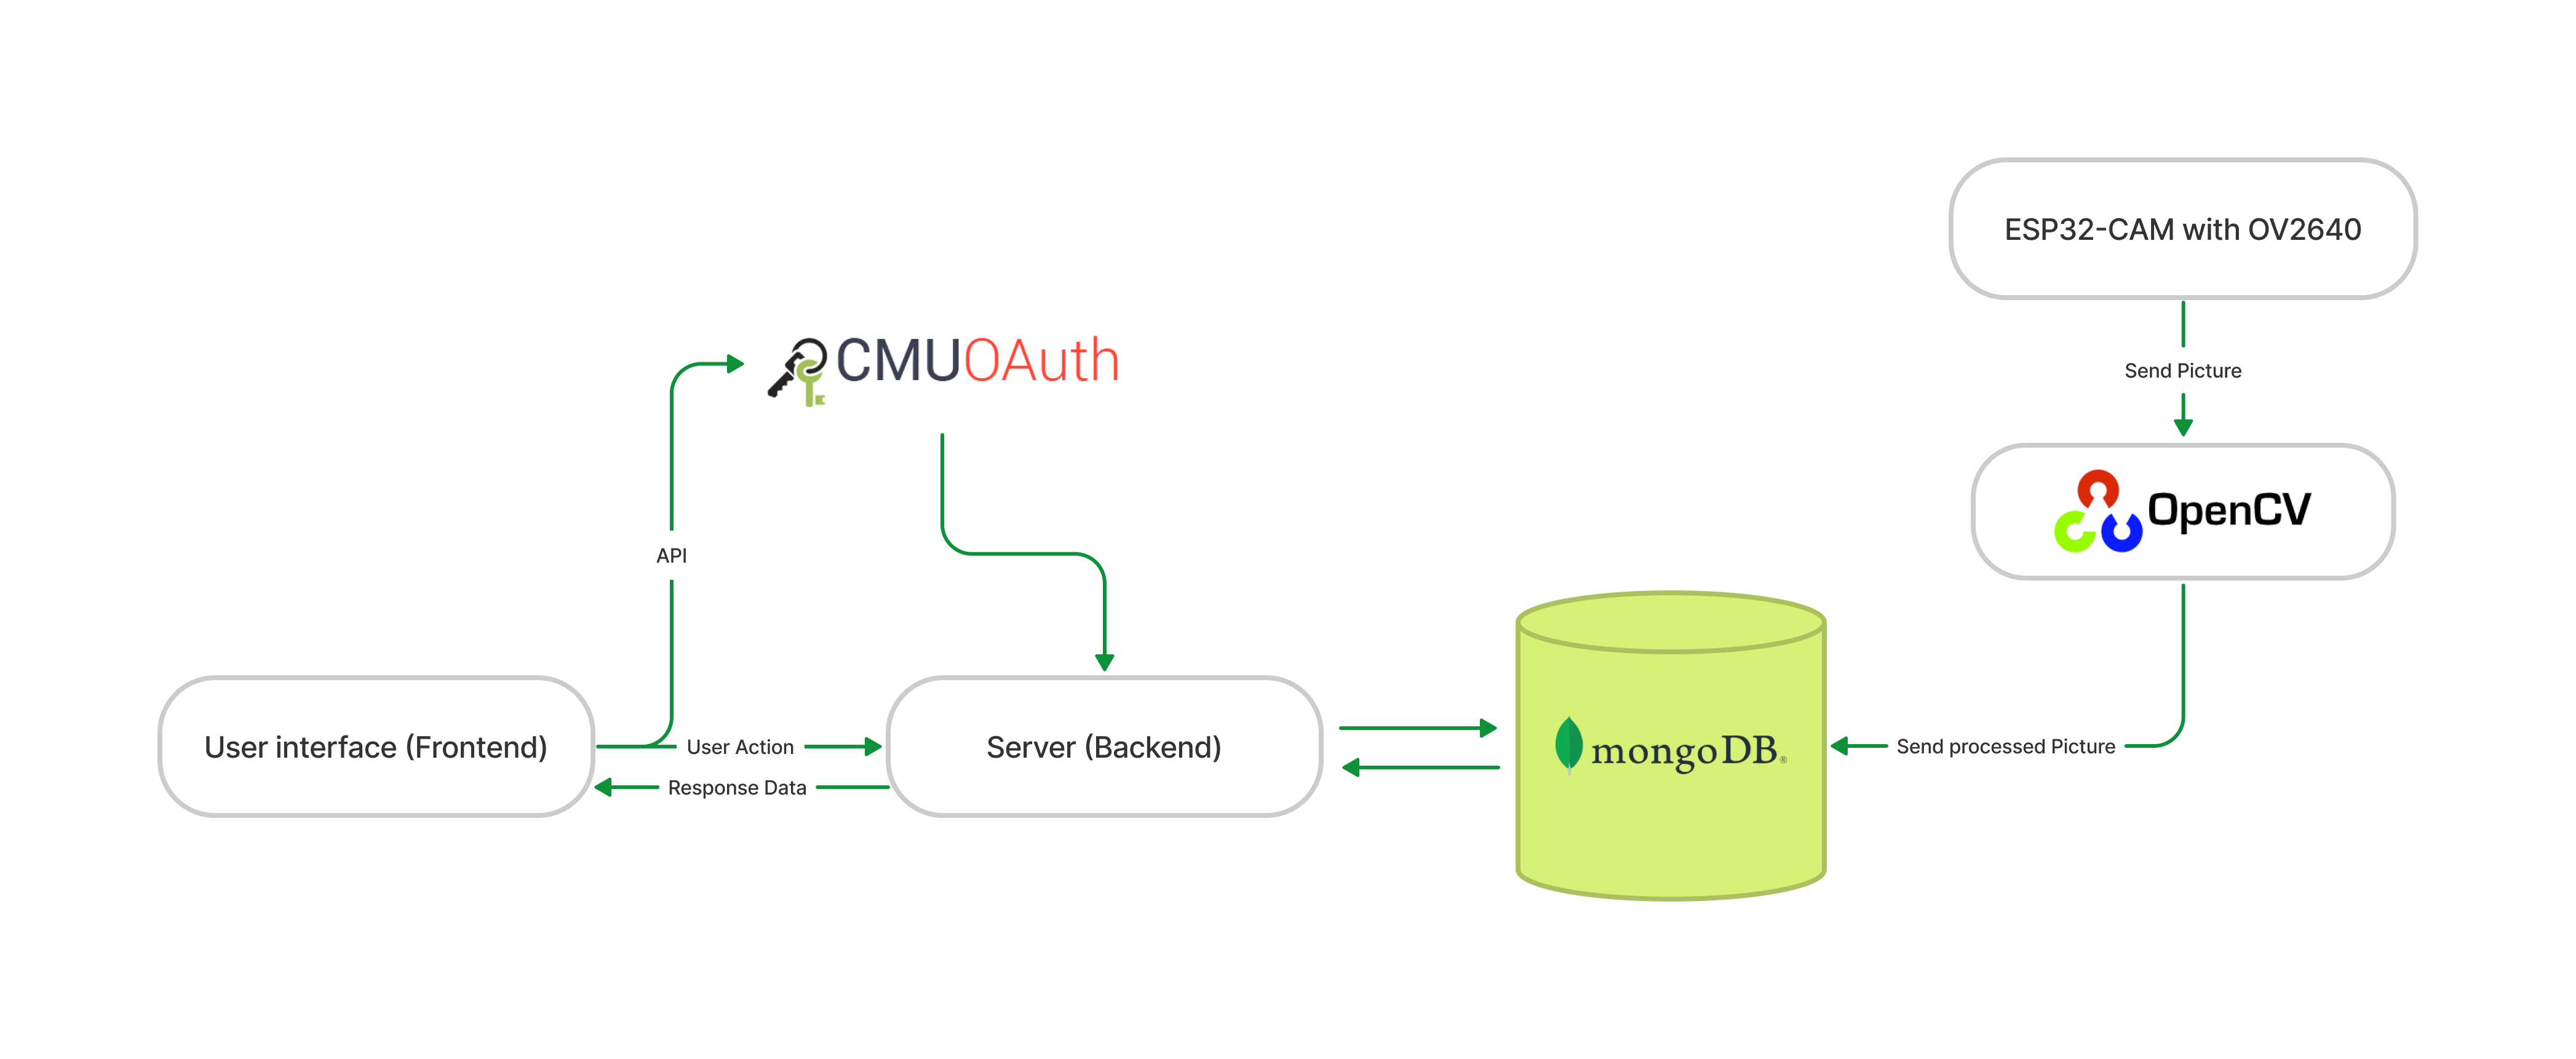 ESP32-CAM with OV2640
CMUOAuth
Send Picture
OpenCV
API
User interface (Frontend)
User Action
Response Data
Server (Backend)
mongoDB®
Send processed Picture